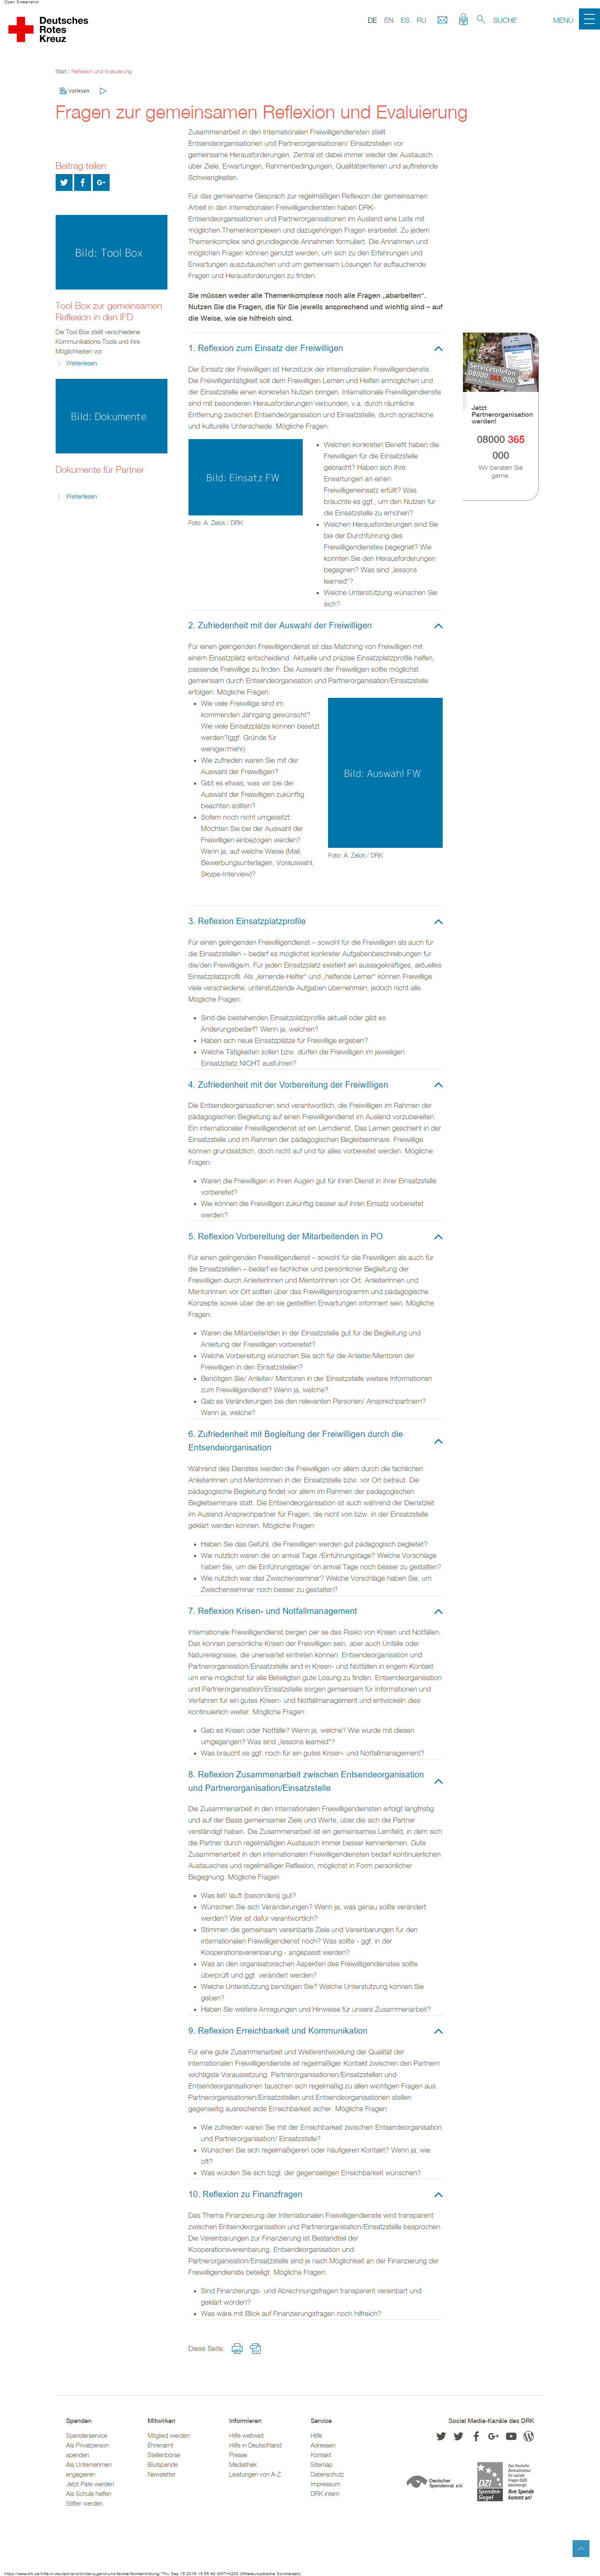 Open Screenshot
Deutsches
Rotes
Kreuz
DE EN ES RU SUCHE MENÜ
Start / Reflexion und Evaluierung
Vorlesen
Fragen zur gemeinsamen Reflexion und Evaluierung
Beitrag teilen
Bild: Tool Box
Tool Box zur gemeinsamen
Reflexion in den IFD
Die Tool Box stellt verschiedene
Kommunikations-Tools und ihre
Möglichkeiten vor
Weiterlesen
Bild: Dokumente
Dokumente für Partner
Weiterlesen
Zusammenarbeit in den Internationalen Freiwilligendiensten stellt
Entsendeorganisationen und Partnerorganisationen/ Einsatzstellen vor
gemeinsame Herausforderungen. Zentral ist dabei immer wieder der Austausch
über Ziele, Erwartungen, Rahmenbedingungen, Qualitätskriterien und auftretende
Schwierigkeiten.
Für das gemeinsame Gespräch zur regelmäßigen Reflexion der gemeinsamen
Arbeit in den internationalen Freiwilligendiensten haben DRK-
Entsendeorganisationen und Partnerorganisationen im Ausland eine Liste mit
möglichen Themenkomplexen und dazugehörigen Fragen erarbeitet. Zu jedem
Themenkomplex sind grundlegende Annahmen formuliert. Die Annahmen und
möglichen Fragen können genutzt werden, um sich zu den Erfahrungen und
Erwartungen auszutauschen und um gemeinsam Lösungen für auftauchende
Fragen und Herausforderungen zu finden.
Sie müssen weder alle Themenkomplexe noch alle Fragen „abarbeiten“.
Nutzen Sie die Fragen, die für Sie jeweils ansprechend und wichtig sind – auf
die Weise, wie sie hilfreich sind.
1. Reflexion zum Einsatz der Freiwilligen
Der Einsatz der Freiwilligen ist Herzstück der internationalen Freiwilligendienste.
Die Freiwilligentätigkeit soll dem Freiwilligen Lernen und Helfen ermöglichen und
die der Einsatzstelle einen konkreten Nutzen bringen. Internationale Freiwilligendienste
sind mit besonderen Herausforderungen verbunden, v.a. durch räumliche
Entfernung zwischen Entsendeorganisation und Einsatzstelle, durch sprachliche
und kulturelle Unterschiede. Mögliche Fragen:
Bild: Einsatz FW
Foto: A. Zelck / DRK
• Welchen konkreten Benefit haben die
Freiwilligen für die Einsatzstelle
gebracht? Haben sich Ihre
Erwartungen an einen
Freiwilligeneinsatz erfüllt? Was
bräuchte es ggf., um den Nutzen für
die Einsatzstelle zu erhöhen?
• Welchen Herausforderungen sind Sie
bei der Durchführung des
Freiwilligendienstes begegnet? Wie
konnten Sie den Herausforderungen
begegnen? Was sind „lessons
learned“?
• Welche Unterstützung wünschen Sie
sich?
Servicetelefon
08000 365 000
Jetzt
Partnerorganisation
werden!
08000 365
000
Wir beraten Sie
gerne.
2. Zufriedenheit mit der Auswahl der Freiwilligen
Für einen gelingenden Freiwilligendienst ist das Matching von Freiwilligen mit
einem Einsatzplatz entscheidend. Aktuelle und präzise Einsatzplatzprofile helfen,
passende Freiwillige zu finden. Die Auswahl der Freiwilligen sollte möglichst
gemeinsam durch Entsendeorganisation und Partnerorganisation/Einsatzstelle
erfolgen. Mögliche Fragen:
• Wie viele Freiwillige sind im
kommenden Jahrgang gewünscht?
Wie viele Einsatzplätze können besetzt
werden?(ggf. Gründe für
weniger/mehr)
• Wie zufrieden waren Sie mit der
Auswahl der Freiwilligen?
• Gibt es etwas, was wir bei der
Auswahl der Freiwilligen zukünftig
beachten sollten?
• Sofern noch nicht umgesetzt:
Möchten Sie bei der Auswahl der
Freiwilligen einbezogen werden?
Wenn ja, auf welche Weise (Mail,
Bewerbungsunterlagen, Vorauswahl,
Skype-Interview)?
Bild: Auswahl FW
Foto: A. Zelck / DRK
3. Reflexion Einsatzplatzprofile
Für einen gelingenden Freiwilligendienst – sowohl für die Freiwilligen als auch für
die Einsatzstellen – bedarf es möglichst konkreter Aufgabenbeschreibungen für
die/den Freiwillige/n. Für jeden Einsatzplatz existiert ein aussagekräftiges, aktuelles
Einsatzplatzprofil. Als „lernende Helfer“ und „helfende Lerner“ können Freiwillige
viele verschiedene, unterstützende Aufgaben übernehmen, jedoch nicht alle.
Mögliche Fragen:
• Sind die bestehenden Einsatzplatzprofile aktuell oder gibt es
Änderungsbedarf? Wenn ja, welchen?
• Haben sich neue Einsatzplätze für Freiwillige ergeben?
• Welche Tätigkeiten sollen bzw. dürfen die Freiwilligen im jeweiligen
Einsatzplatz NICHT ausführen?
4. Zufriedenheit mit der Vorbereitung der Freiwilligen
Die Entsendeorganisationen sind verantwortlich, die Freiwilligen im Rahmen der
pädagogischen Begleitung auf einen Freiwilligendienst im Ausland vorzubereiten.
Ein internationaler Freiwilligendienst ist ein Lerndienst. Das Lernen geschieht in der
Einsatzstelle und im Rahmen der pädagogischen Begleitseminare. Freiwillige
können grundsätzlich, doch nicht auf und für alles vorbereitet werden. Mögliche
Fragen:
• Waren die Freiwilligen in Ihren Augen gut für ihren Dienst in ihrer Einsatzstelle
vorbereitet?
• Wie können die Freiwilligen zukünftig besser auf ihren Einsatz vorbereitet
werden?
5. Reflexion Vorbereitung der Mitarbeitenden in PO
Für einen gelingenden Freiwilligendienst – sowohl für die Freiwilligen als auch für
die Einsatzstellen – bedarf es fachlicher und persönlicher Begleitung der
Freiwilligen durch AnleiterInnen und MentorInnen vor Ort. AnleiterInnen und
MentorInnen vor Ort sollten über das Freiwilligenprogramm und pädagogische
Konzepte sowie über die an sie gestellten Erwartungen informiert sein. Mögliche
Fragen:
• Waren die Mitarbeitenden in der Einsatzstelle gut für die Begleitung und
Anleitung der Freiwilligen vorbereitet?
• Welche Vorbereitung wünschen Sie sich für die Anleiter/Mentoren der
Freiwilligen in den Einsatzstellen?
• Benötigen Sie/ Anleiter/ Mentoren in der Einsatzstelle weitere Informationen
zum Freiwilligendienst? Wenn ja, welche?
• Gab es Veränderungen bei den relevanten Personen/ Ansprechpartnern?
Wenn ja, welche?
6. Zufriedenheit mit Begleitung der Freiwilligen durch die
Entsendeorganisation
Während des Dienstes werden die Freiwilligen vor allem durch die fachlichen
AnleiterInnen und MentorInnen in der Einsatzstelle bzw. vor Ort betreut. Die
pädagogische Begleitung findet vor allem im Rahmen der pädagogischen
Begleitseminare statt. Die Entsendeorganisation ist auch während der Dienstzeit
im Ausland Ansprechpartner für Fragen, die nicht von bzw. in der Einsatzstelle
geklärt werden können. Mögliche Fragen:
• Haben Sie das Gefühl, die Freiwilligen werden gut pädagogisch begleitet?
• Wie nützlich waren die on arrival Tage /Einführungstage? Welche Vorschläge
haben Sie, um die Einführungstage/ on arrival Tage noch besser zu gestalten?
• Wie nützlich war das Zwischenseminar? Welche Vorschläge haben Sie, um
Zwischenseminar noch besser zu gestalten?
7. Reflexion Krisen- und Notfallmanagement
Internationale Freiwilligendienst bergen per se das Risiko von Krisen und Notfällen.
Das können persönliche Krisen der Freiwilligen sein, aber auch Unfälle oder
Naturereignisse, die unerwartet eintreten können. Entsendeorganisation und
Partnerorganisation/Einsatzstelle sind in Krisen- und Notfällen in engem Kontakt
um eine möglichst für alle Beteiligten gute Lösung zu finden. Entsendeorganisation
und Partnerorganisation/Einsatzstelle sorgen gemeinsam für Informationen und
Verfahren für ein gutes Krisen- und Notfallmanagement und entwickeln dies
kontinuierlich weiter. Mögliche Fragen:
• Gab es Krisen oder Notfälle? Wenn ja, welche? Wie wurde mit diesen
umgegangen? Was sind „lessons learned“?
• Was braucht es ggf. noch für ein gutes Krisen- und Notfallmanagement?
8. Reflexion Zusammenarbeit zwischen Entsendeorganisation
und Partnerorganisation/Einsatzstelle
Die Zusammenarbeit in den Internationalen Freiwilligendiensten erfolgt langfristig
und auf der Basis gemeinsamer Ziele und Werte, über die sich die Partner
verständigt haben. Die Zusammenarbeit ist ein gemeinsames Lernfeld, in dem sich
die Partner durch regelmäßigen Austausch immer besser kennenlernen. Gute
Zusammenarbeit in den internationalen Freiwilligendiensten bedarf kontinuierlichen
Austausches und regelmäßiger Reflexion, möglichst in Form persönlicher
Begegnung. Mögliche Fragen
• Was lief/ läuft (besonders) gut?
• Wünschen Sie sich Veränderungen? Wenn ja, was genau sollte verändert
werden? Wer ist dafür verantwortlich?
• Stimmen die gemeinsam vereinbarte Ziele und Vereinbarungen für den
internationalen Freiwilligendienst noch? Was sollte - ggf. in der
Kooperationsvereinbarung - angepasst werden?
• Was an den organisatorischen Aspekten des Freiwilligendienstes sollte
überprüft und ggf. verändert werden?
• Welche Unterstützung benötigen Sie? Welche Unterstützung können Sie
geben?
• Haben Sie weitere Anregungen und Hinweise für unsere Zusammenarbeit?
9. Reflexion Erreichbarkeit und Kommunikation
Für eine gute Zusammenarbeit und Weiterentwicklung der Qualität der
internationalen Freiwilligendienste ist regelmäßiger Kontakt zwischen den Partnern
wichtigste Voraussetzung. Partnerorganisationen/Einsatzstellen und
Entsendeorganisationen tauschen sich regelmäßig zu allen wichtigen Fragen aus.
Partnerorganisationen/Einsatzstellen und Entsendeorganisationen stellen
gegenseitig ausreichende Erreichbarkeit sicher. Mögliche Fragen:
• Wie zufrieden waren Sie mit der Erreichbarkeit zwischen Entsendeorganisation
und Partnerorganisation/ Einsatzstelle?
• Wünschen Sie sich regelmäßigeren oder häufigeren Kontakt? Wenn ja, wie
oft?
• Was würden Sie sich bzgl. der gegenseitigen Erreichbarkeit wünschen?
10. Reflexion zu Finanzfragen
Das Thema Finanzierung der Internationalen Freiwilligendienste wird transparent
zwischen Entsendeorganisation und Partnerorganisation/Einsatzstelle besprochen.
Die Vereinbarungen zur Finanzierung ist Bestandteil der
Kooperationsvereinbarung. Entsendeorganisation und
Partnerorganisation/Einsatzstelle sind je nach Möglichkeit an der Finanzierung der
Freiwilligendienste beteiligt. Mögliche Fragen:
• Sind Finanzierungs- und Abrechnungsfragen transparent vereinbart und
geklärt worden?
• Was wäre mit Blick auf Finanzierungsfragen noch hilfreich?
Diese Seite:
Spenden
Spenderservice
Als Privatperson
spenden
Als Unternehmen
engagieren
Jetzt Pate werden
Als Schule helfen
Stifter werden
Mitwirken
Mitglied werden
Ehrenamt
Stellenbörse
Blutspende
Newsletter
Informieren
Hilfe weltweit
Hilfe in Deutschland
Presse
Mediathek
Leistungen von A-Z
Service
Hilfe
Adressen
Kontakt
Sitemap
Datenschutz
Impressum
DRK intern
Social Media-Kanäle des DRK
Deutscher
Spendenrat e.V.
DZI
Spenden-
Siegel
Das Deutsche
Zentralinstitut
für soziale
Fragen (DZI)
bescheinigt:
Ihre Spende
kommt an!
https://www.drk.de/hilfe-in-deutschland/kinder-jugend-und-familie/familienbildung/ Thu Sep 15 2016 15:55:40 GMT+0200 (Mitteleuropäische Sommerzeit)